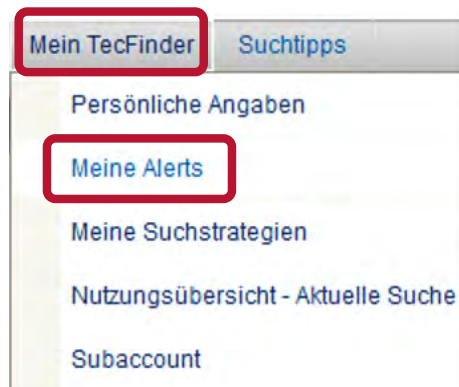 Mein TecFinder Suchtipps
Persönliche Angaben
Meine Alerts
Meine Suchstrategien
Nutzungsübersicht - Aktuelle Suche
Subaccount